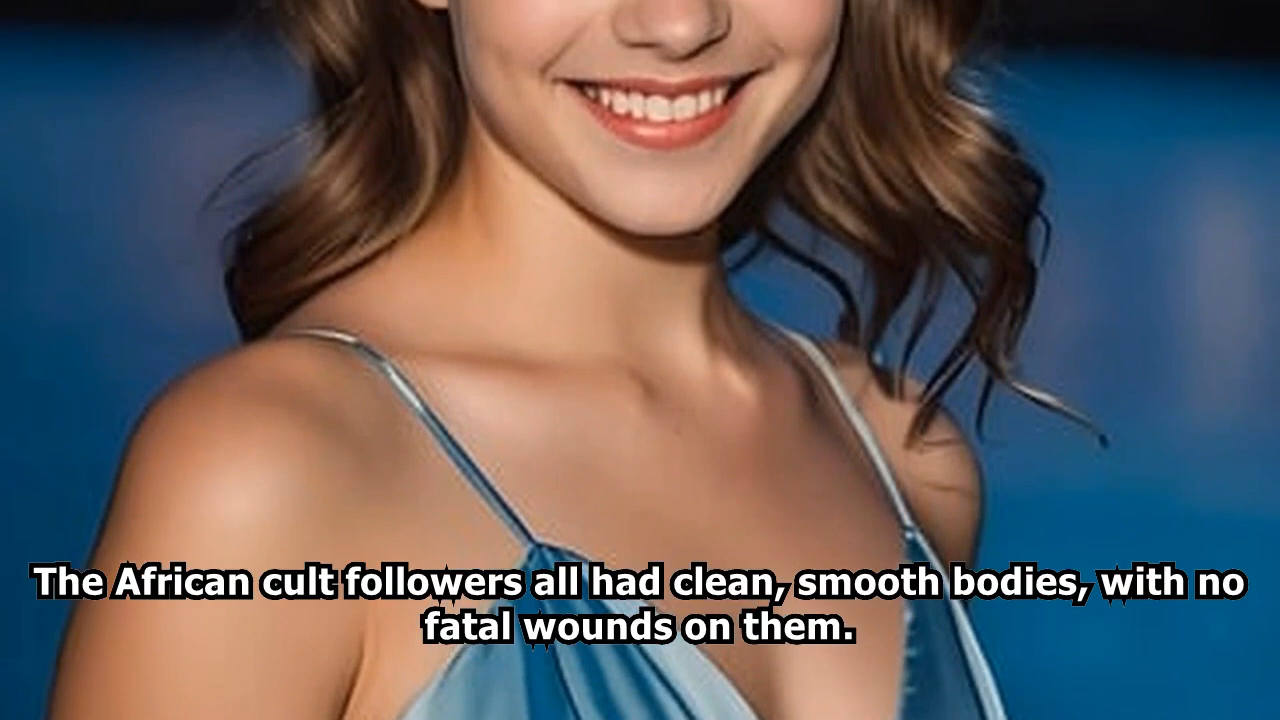 The African cult followers all had clean, smooth bodies, with no
fatal wounds on them.